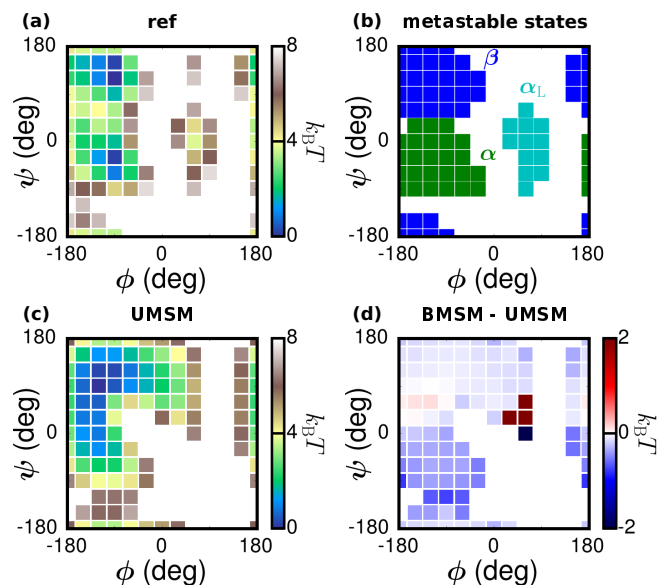 (a) ref
(b) metastable states
180
0
-180
ψ (deg)
-180 0 180
ϕ (deg)
8
4
0
k_BT
180
0
-180
ψ (deg)
β
α_L
α
-180 0 180
ϕ (deg)
(c) UMSM
(d) BMSM - UMSM
180
0
-180
ψ (deg)
-180 0 180
ϕ (deg)
8
4
0
k_BT
180
0
-180
ψ (deg)
-180 0 180
ϕ (deg)
2
0
-2
k_BT